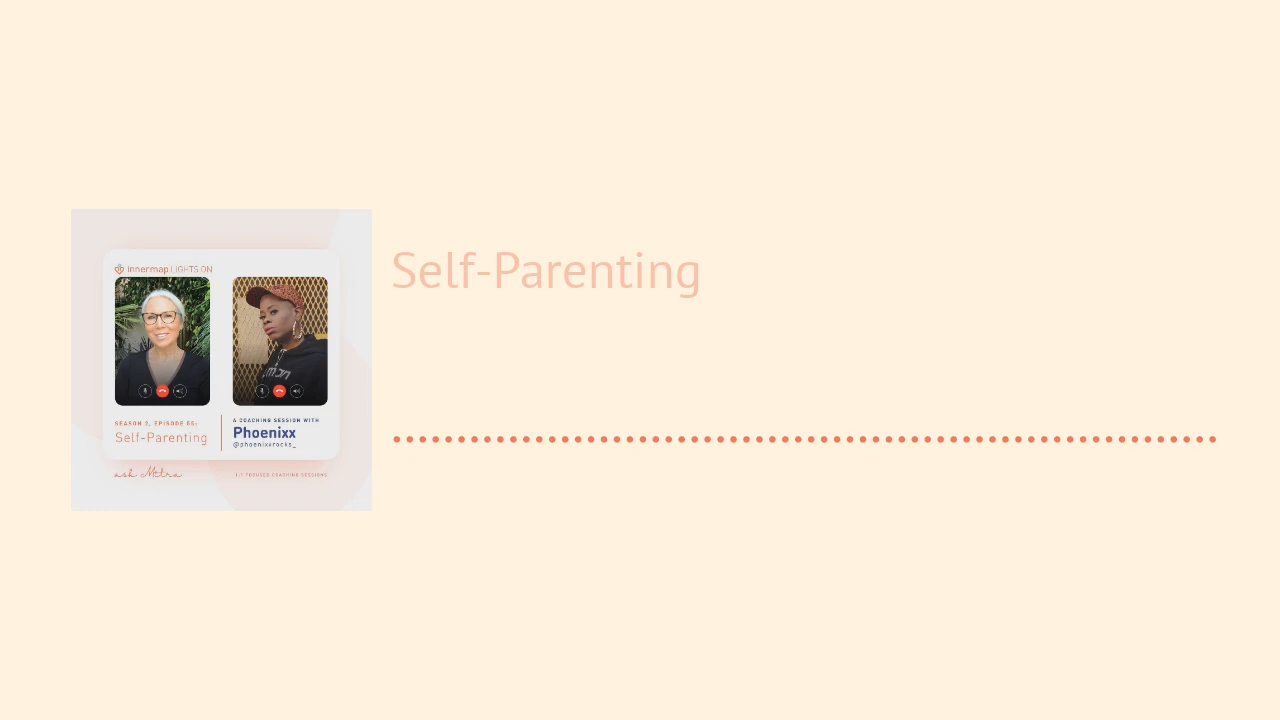 innermap LIGHTS ON
SEASON 2, EPISODE 05:
Self-Parenting
A COACHING SESSION WITH
Phoenixx
@phoenixxrocks_
ask Mitra
1:1 FOCUSED COACHING SESSIONS
Self-Parenting